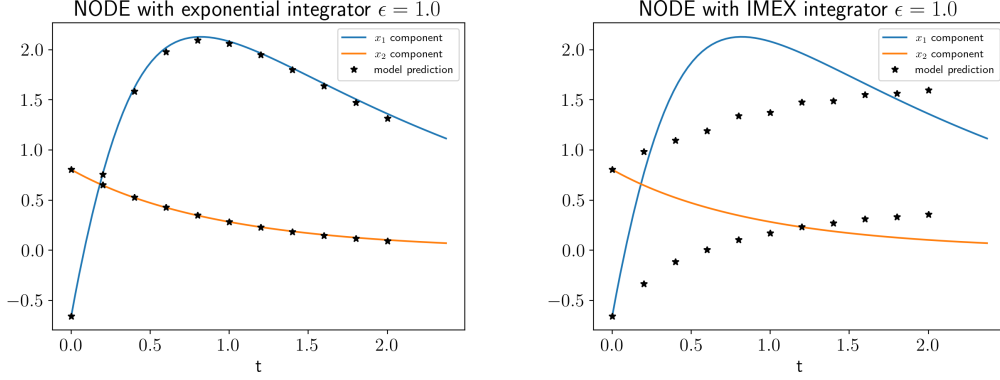 NODE with exponential integrator ϵ = 1.0
x₁ component
x₂ component
model prediction
2.0
1.5
1.0
0.5
0.0
−0.5
0.0 0.5 1.0 1.5 2.0
t
NODE with IMEX integrator ϵ = 1.0
x₁ component
x₂ component
model prediction
2.0
1.5
1.0
0.5
0.0
−0.5
0.0 0.5 1.0 1.5 2.0
t